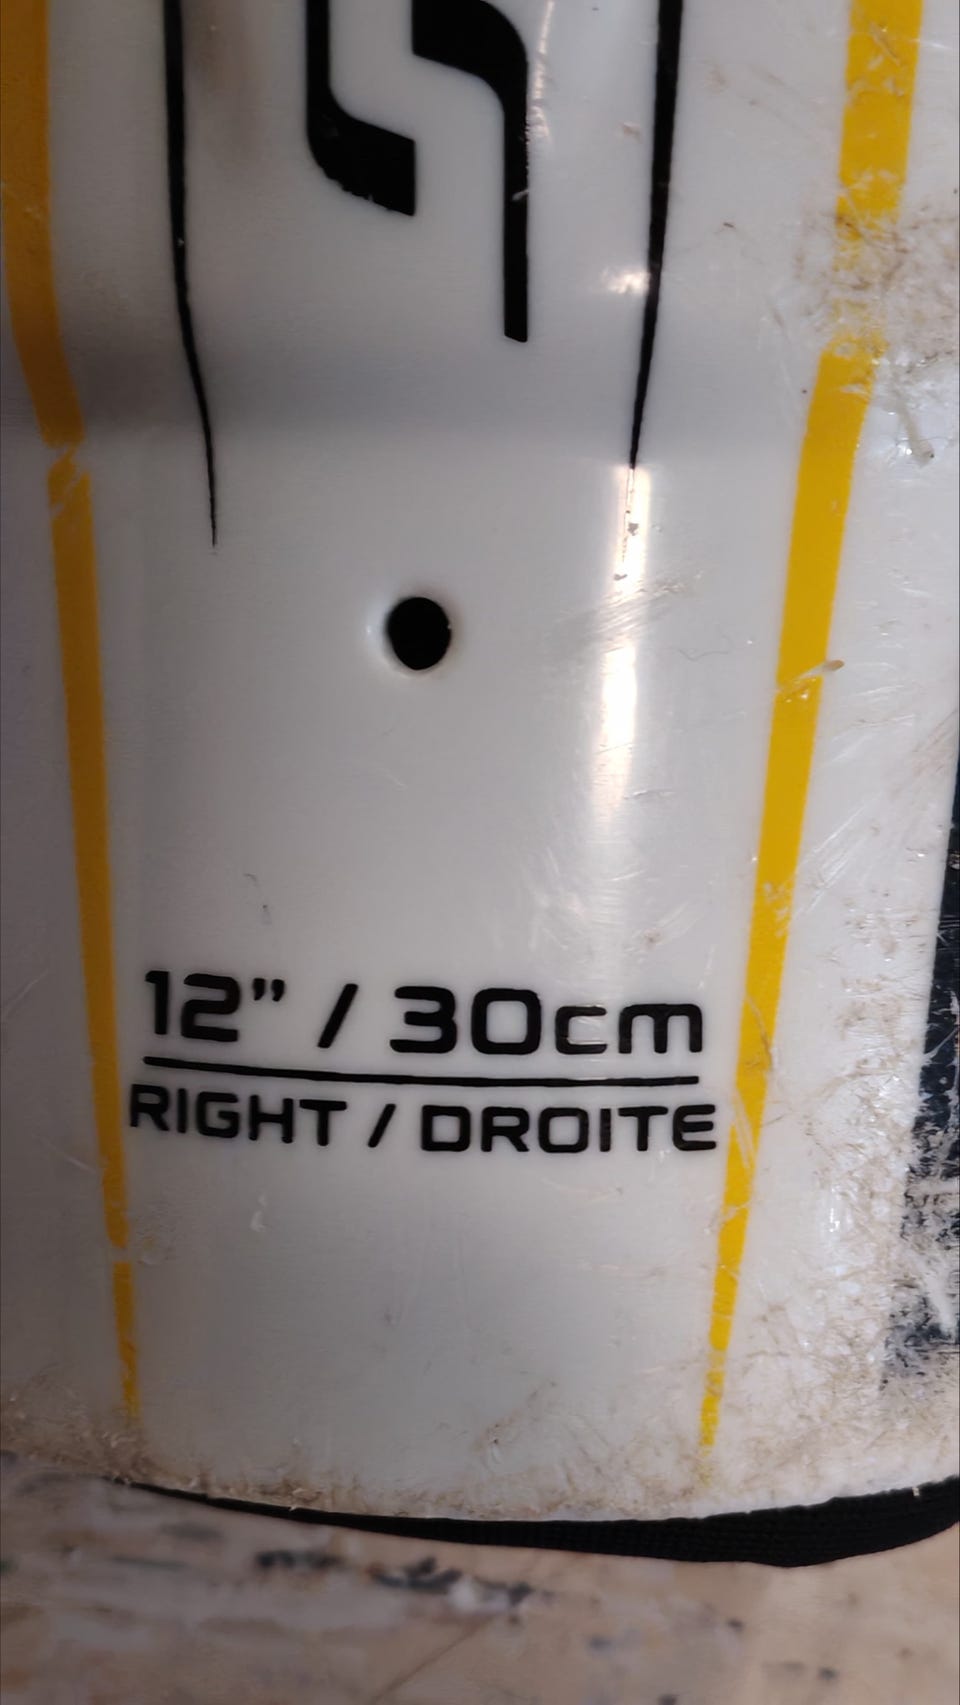 12” / 30cm
RIGHT / DROITE